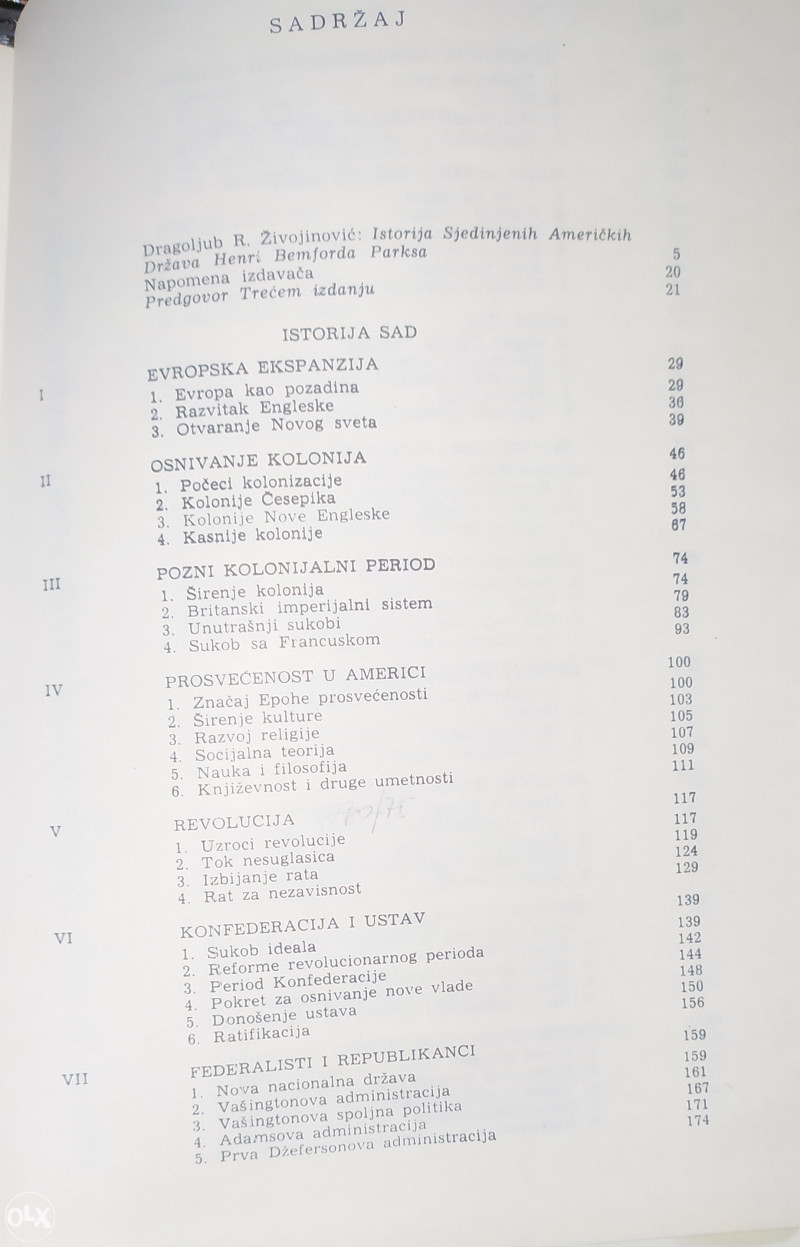 SADRŽAJ
Dragoljub R. Živojinović: Istorija Sjedinjenih Američkih
Država Henri Bemforda Parksa 5
Napomena izdavača 20
Predgovor Trećem izdanju 21
ISTORIJA SAD
I EVROPSKA EKSPANZIJA 29
1. Evropa kao pozadina 29
2. Razvitak Engleske 36
3. Otvaranje Novog sveta 39
II OSNIVANJE KOLONIJA 46
1. Počeci kolonizacije 46
2. Kolonije Česepika 53
3. Kolonije Nove Engleske 58
4. Kasnije kolonije 67
III POZNI KOLONIJALNI PERIOD 74
1. Širenje kolonija 74
2. Britanski imperijalni sistem 79
3. Unutrašnji sukobi 83
4. Sukob sa Francuskom 93
IV PROSVEĆENOST U AMERICI 100
1. Značaj Epohe prosvećenosti 100
2. Širenje kulture 103
3. Razvoj religije 105
4. Socijalna teorija 107
5. Nauka i filosofija 109
6. Književnost i druge umetnosti 111
V REVOLUCIJA 117
1. Uzroci revolucije 117
2. Tok nesuglasica 119
3. Izbijanje rata 124
4. Rat za nezavisnost 129
VI KONFEDERACIJA I USTAV 139
1. Sukob ideala 139
2. Reforme revolucionarnog perioda 142
3. Period Konfederacije 144
4. Pokret za osnivanje nove vlade 148
5. Donošenje ustava 150
6. Ratifikacija 156
VII FEDERALISTI I REPUBLIKANCI 159
1. Nova nacionalna država 159
2. Vašingtonova administracija 161
3. Vašingtonova spoljna politika 167
4. Adamsova administracija 171
5. Prva Džefersonova administracija 174
OLX